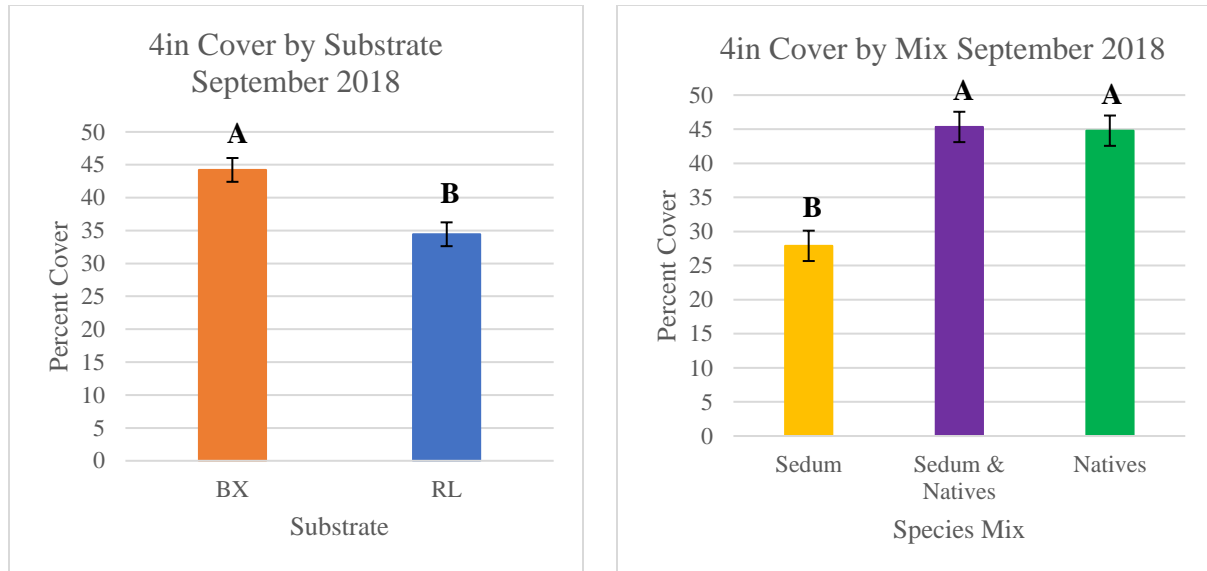 4in Cover by Substrate
September 2018
50
45
40
35
30
25
20
15
10
5
0
Percent Cover
A
B
BX
RL
Substrate
4in Cover by Mix September 2018
50
45
40
35
30
25
20
15
10
5
0
Percent Cover
B
A
A
Sedum
Sedum &
Natives
Natives
Species Mix